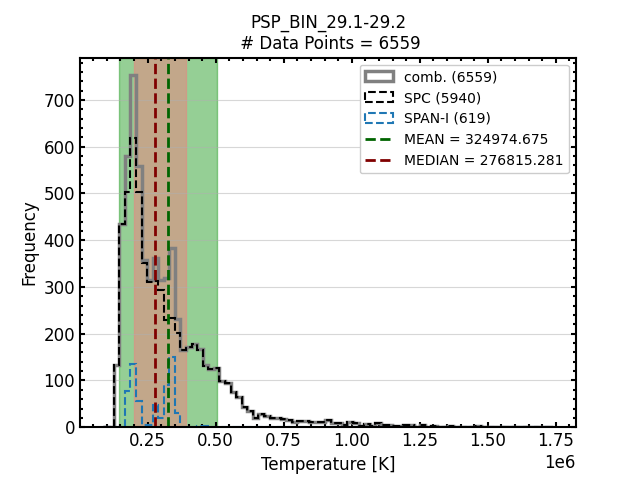 PSP_BIN_29.1-29.2
# Data Points = 6559
comb. (6559)
SPC (5940)
SPAN-I (619)
MEAN = 324974.675
MEDIAN = 276815.281
Frequency
700
600
500
400
300
200
100
0
0.25 0.50 0.75 1.00 1.25 1.50 1.75
1e6
Temperature [K]